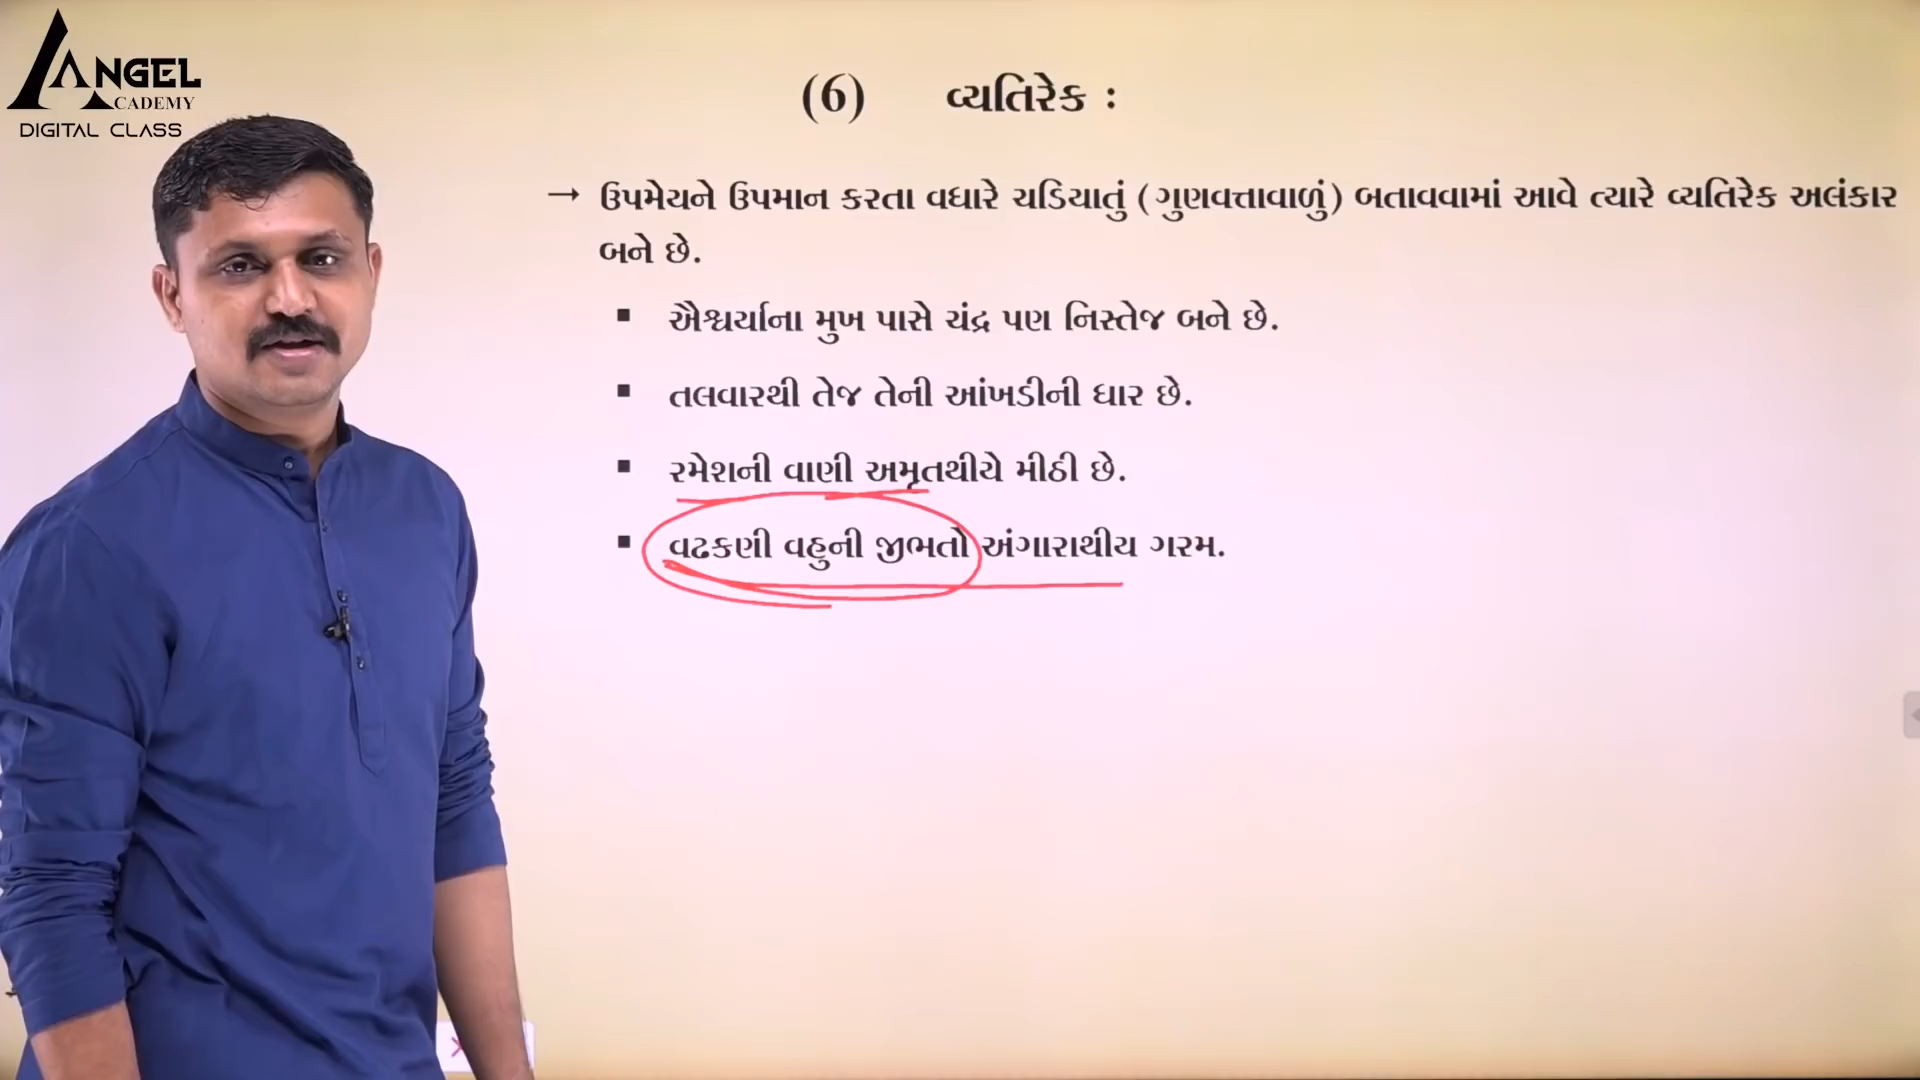 ANGEL
ACADEMY
DIGITAL CLASS
(6) વ્યતિરેક :
→ ઉપમેયને ઉપમાન કરતા વધારે ચડિયાતું (ગુણવત્તાવાળું) બતાવવામાં આવે ત્યારે વ્યતિરેક અલંકાર
બને છે.
▪ ઐશ્વર્યાના મુખ પાસે ચંદ્ર પણ નિસ્તેજ બને છે.
▪ તલવારથી તેજ તેની આંખડીની ધાર છે.
▪ રમેશની વાણી અમૃતથીયે મીઠી છે.
▪ વઢકણી વહુની જીભતો અંગારાથીય ગરમ.